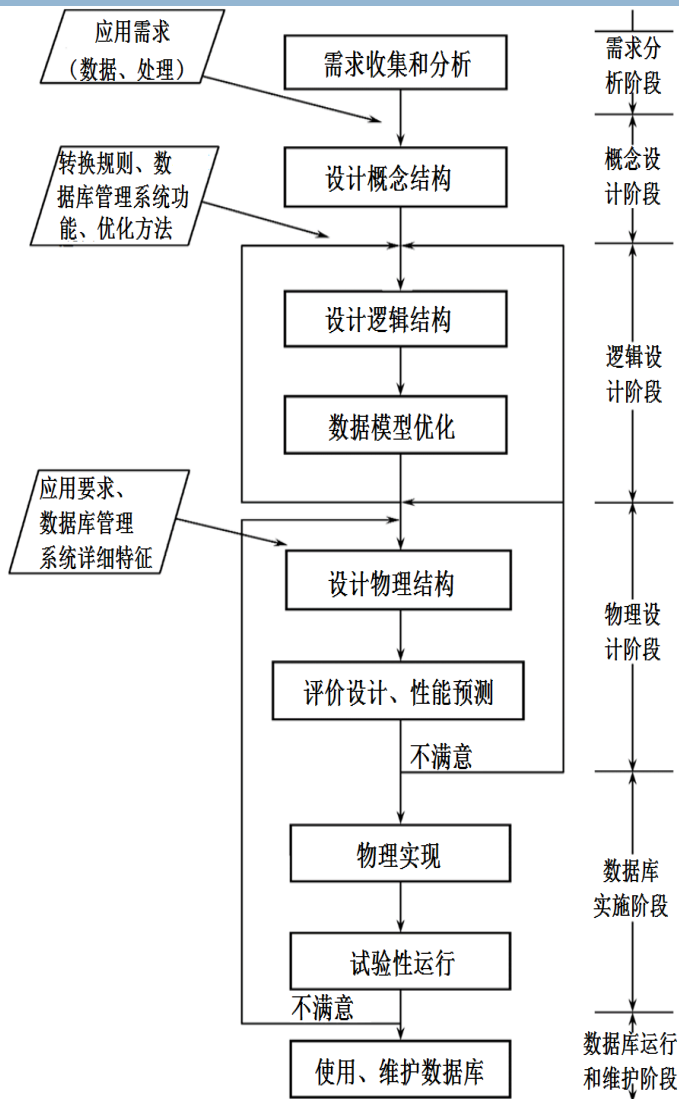 应用需求
（数据、处理）
需求收集和分析
需求分
析阶段
转换规则、数
据库管理系统功
能、优化方法
设计概念结构
概念设
计阶段
设计逻辑结构
数据模型优化
逻辑设
计阶段
应用要求、
数据库管理
系统详细特征
设计物理结构
评价设计、性能预测
不满意
物理设
计阶段
物理实现
试验性运行
不满意
数据库
实施阶段
使用、维护数据库
数据库运行
和维护阶段